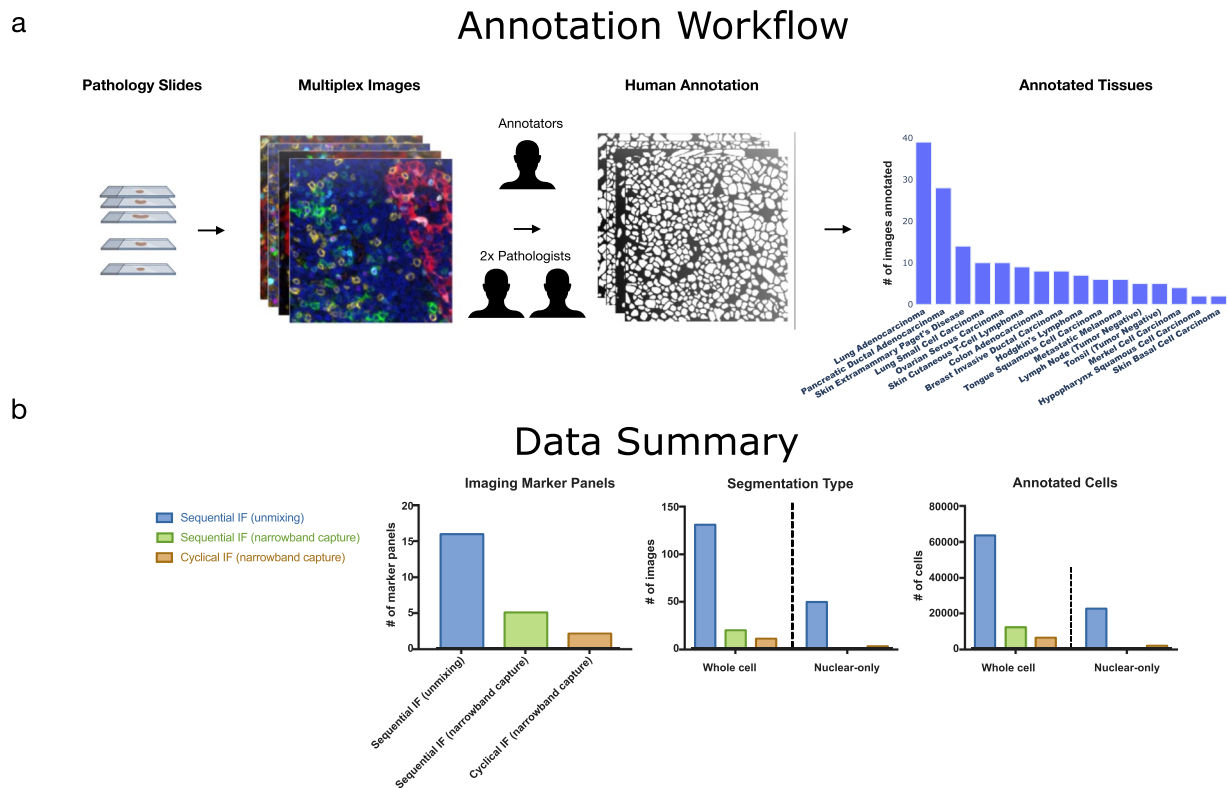 a
Annotation Workflow
Pathology Slides
Multiplex Images
Human Annotation
Annotated Tissues
Annotators
2x Pathologists
# of images annotated
40
30
20
10
0
Lung Adenocarcinoma
Pancreatic Ductal Adenocarcinoma
Skin Extramammary Paget's Disease
Lung Small Cell Carcinoma
Ovarian Serous Carcinoma
Skin Cutaneous T-Cell Lymphoma
Colon Adenocarcinoma
Breast Invasive Ductal Carcinoma
Hodgkin's Lymphoma
Tongue Squamous Cell Carcinoma
Metastatic Melanoma
Lymph Node (Tumor Negative)
Tonsil (Tumor Negative)
Merkel Cell Carcinoma
Hypopharynx Squamous Cell Carcinoma
Skin Basal Cell Carcinoma
b
Data Summary
Sequential IF (unmixing)
Sequential IF (narrowband capture)
Cyclical IF (narrowband capture)
Imaging Marker Panels
# of marker panels
20
15
10
5
0
Sequential IF (unmixing)
Sequential IF (narrowband capture)
Cyclical IF (narrowband capture)
Segmentation Type
# of images
150
100
50
0
Whole cell
Nuclear-only
Annotated Cells
# of cells
80000
60000
40000
20000
0
Whole cell
Nuclear-only